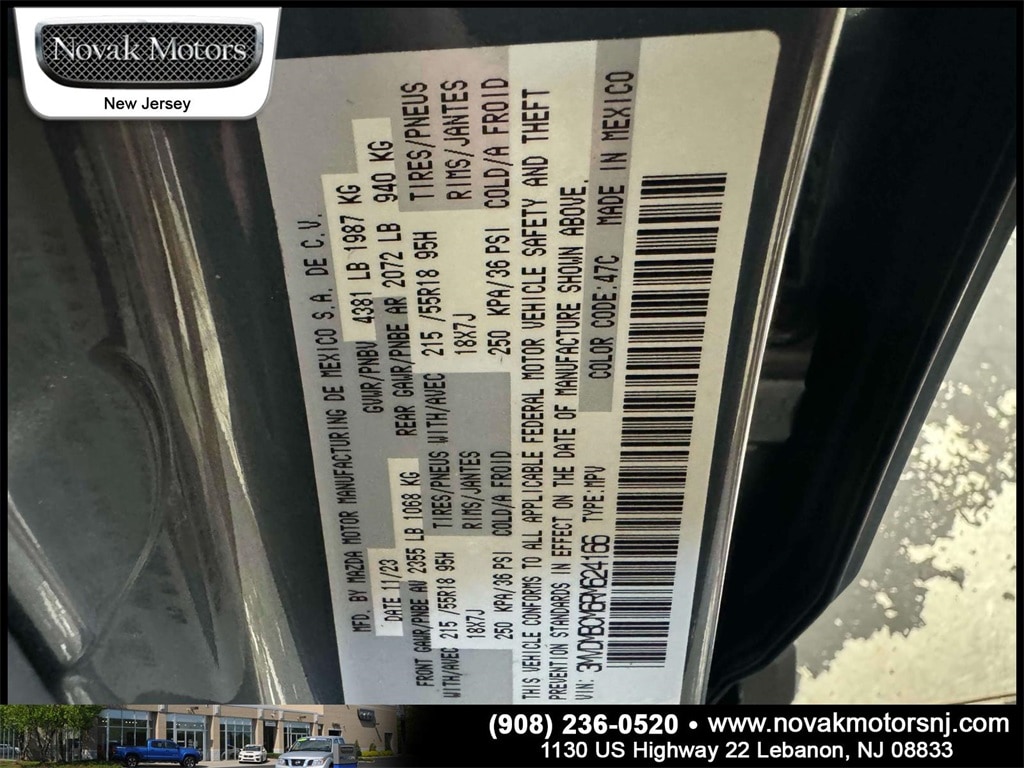 Novak Motors
New Jersey
MFD. BY MAZDA MOTOR MANUFACTURING DE MEXICO S.A. DE C.V.
DATE 11/23 GVWR/PNBV 4381 LB 1987 KG
FRONT GAWR/PNBE AV 2355 LB 1068 KG REAR GAWR/PNBE AR 2072 LB 940 KG
WITH/AVEC 215 /55R18 95H TIRES/PNEUS WITH/AVEC 215 /55R18 95H TIRES/PNEUS
18X7J RIMS/JANTES 18X7J RIMS/JANTES
250 KPA/36 PSI COLD/A FROID 250 KPA/36 PSI COLD/A FROID
THIS VEHICLE CONFORMS TO ALL APPLICABLE FEDERAL MOTOR VEHICLE SAFETY AND THEFT
PREVENTION STANDARDS IN EFFECT ON THE DATE OF MANUFACTURE SHOWN ABOVE.
VIN: 3MVDMBCM6RM624166 TYPE:MPV COLOR CODE:47C MADE IN MEXICO
(908) 236-0520 • www.novakmotorsnj.com
1130 US Highway 22 Lebanon, NJ 08833